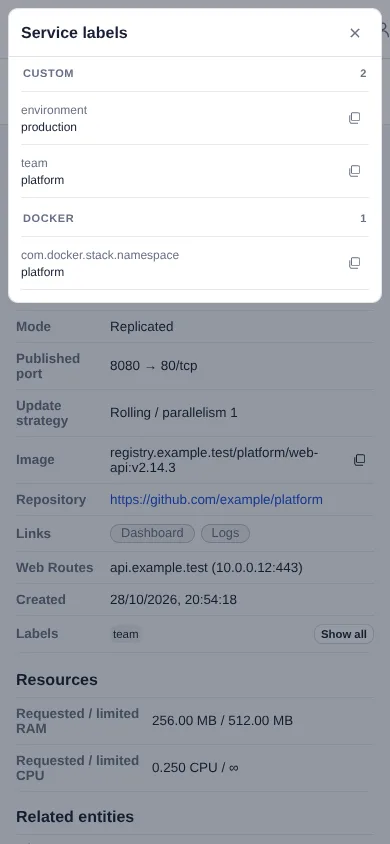 Service labels
CUSTOM 2
environment
production
team
platform
DOCKER 1
com.docker.stack.namespace
platform
Mode Replicated
Published
port
8080 → 80/tcp
Update
strategy
Rolling / parallelism 1
Image
registry.example.test/platform/web-
api:v2.14.3
Repository https://github.com/example/platform
Links Dashboard Logs
Web Routes api.example.test (10.0.0.12:443)
Created 28/10/2026, 20:54:18
Labels team Show all
Resources
Requested / limited
RAM
256.00 MB / 512.00 MB
Requested / limited
CPU
0.250 CPU / ∞
Related entities